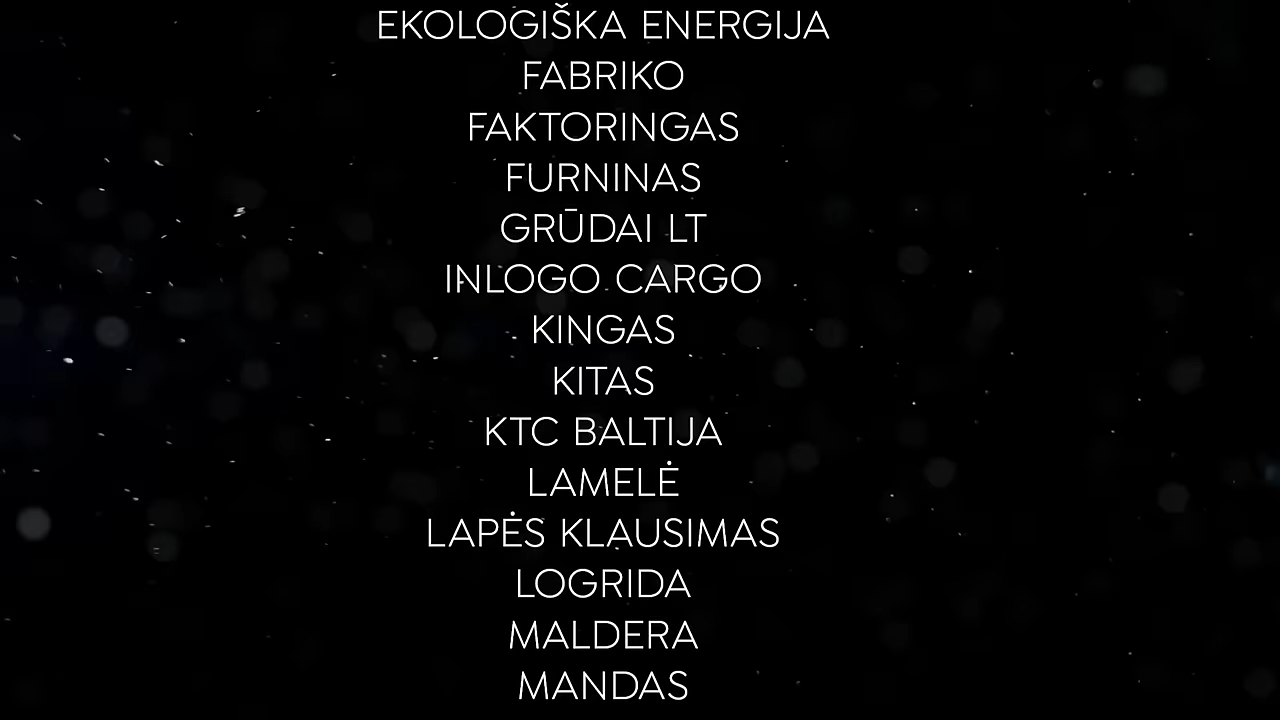 EKOLOGIŠKA ENERGIJA
FABRIKO
FAKTORINGAS
FURNINAS
GRŪDAI LT
INLOGO CARGO
KINGAS
KITAS
KTC BALTIJA
LAMELĖ
LAPĖS KLAUSIMAS
LOGRIDA
MALDERA
MANDAS